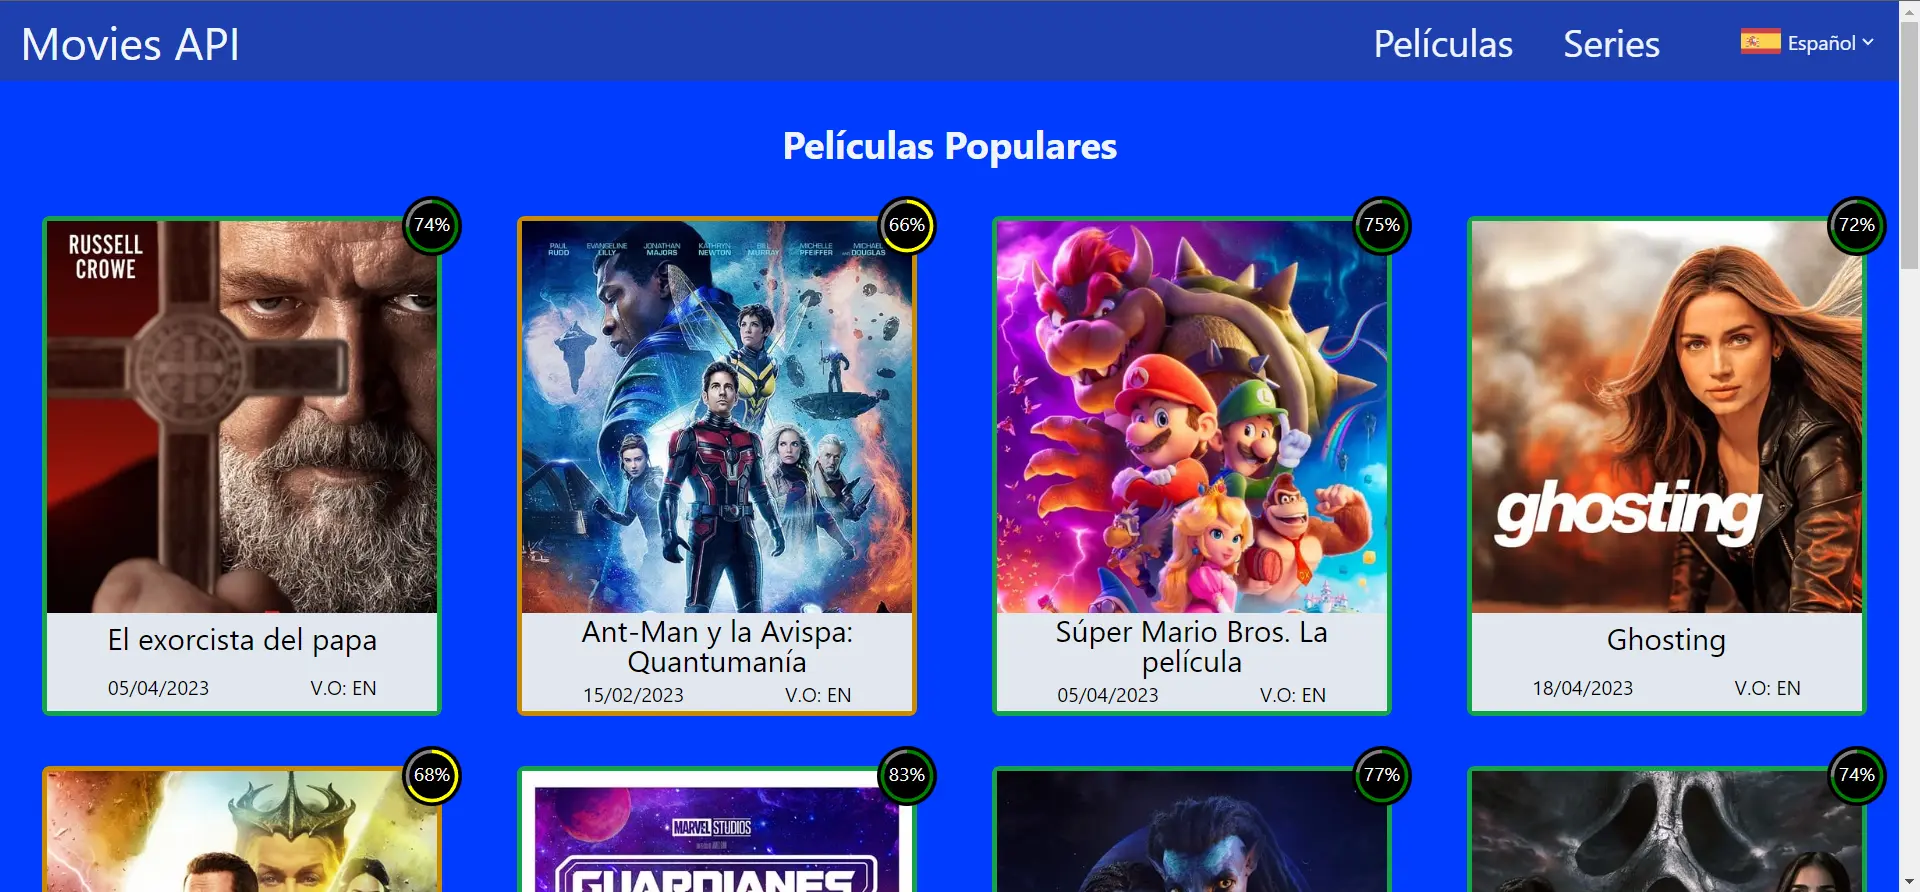 Movies API
Películas
Series
Español
Películas Populares
74%
66%
75%
72%
RUSSELL
CROWE
PAUL EVANGELINE JONATHAN KATHRYN BILL MICHELLE MICHAEL
RUDD LILLY MAJORS NEWTON MURRAY PFEIFFER AND DOUGLAS
ghosting
El exorcista del papa
05/04/2023
V.O: EN
Ant-Man y la Avispa:
Quantumanía
15/02/2023
V.O: EN
Súper Mario Bros. La
película
05/04/2023
V.O: EN
Ghosting
18/04/2023
V.O: EN
68%
83%
77%
74%
MARVEL STUDIOS
GUARDIANES